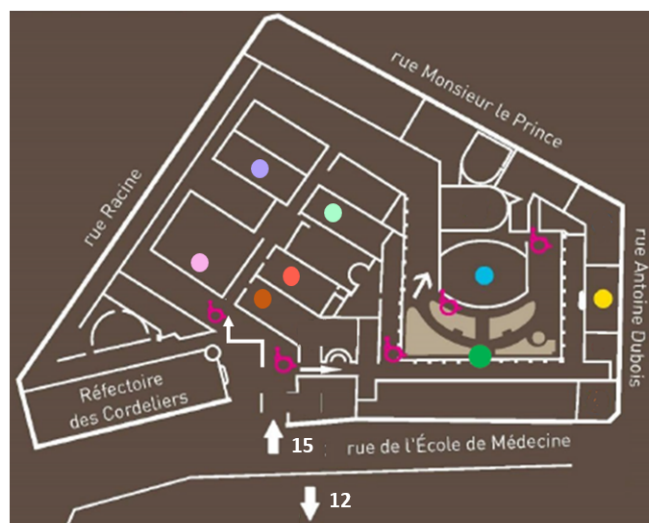 rue Monsieur le Prince
rue Racine
rue Antoine Dubois
Réfectoire
des Cordeliers
15
rue de l'École de Médecine
12